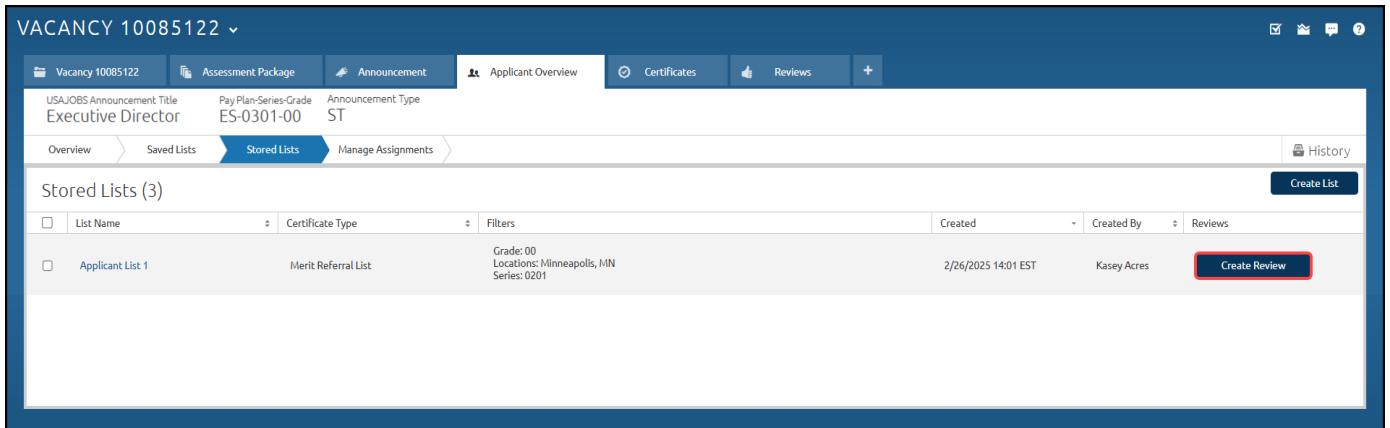 VACANCY 10085122
Vacancy 10085122
Assessment Package
Announcement
Applicant Overview
Certificates
Reviews
+
USAJOBS Announcement Title
Pay Plan-Series-Grade
Announcement Type
Executive Director
ES-0301-00
ST
Overview
Saved Lists
Stored Lists
Manage Assignments
History
Stored Lists (3)
Create List
List Name
Certificate Type
Filters
Created
Created By
Reviews
Applicant List 1
Merit Referral List
Grade: 00
Locations: Minneapolis, MN
Series: 0201
2/26/2025 14:01 EST
Kasey Acres
Create Review